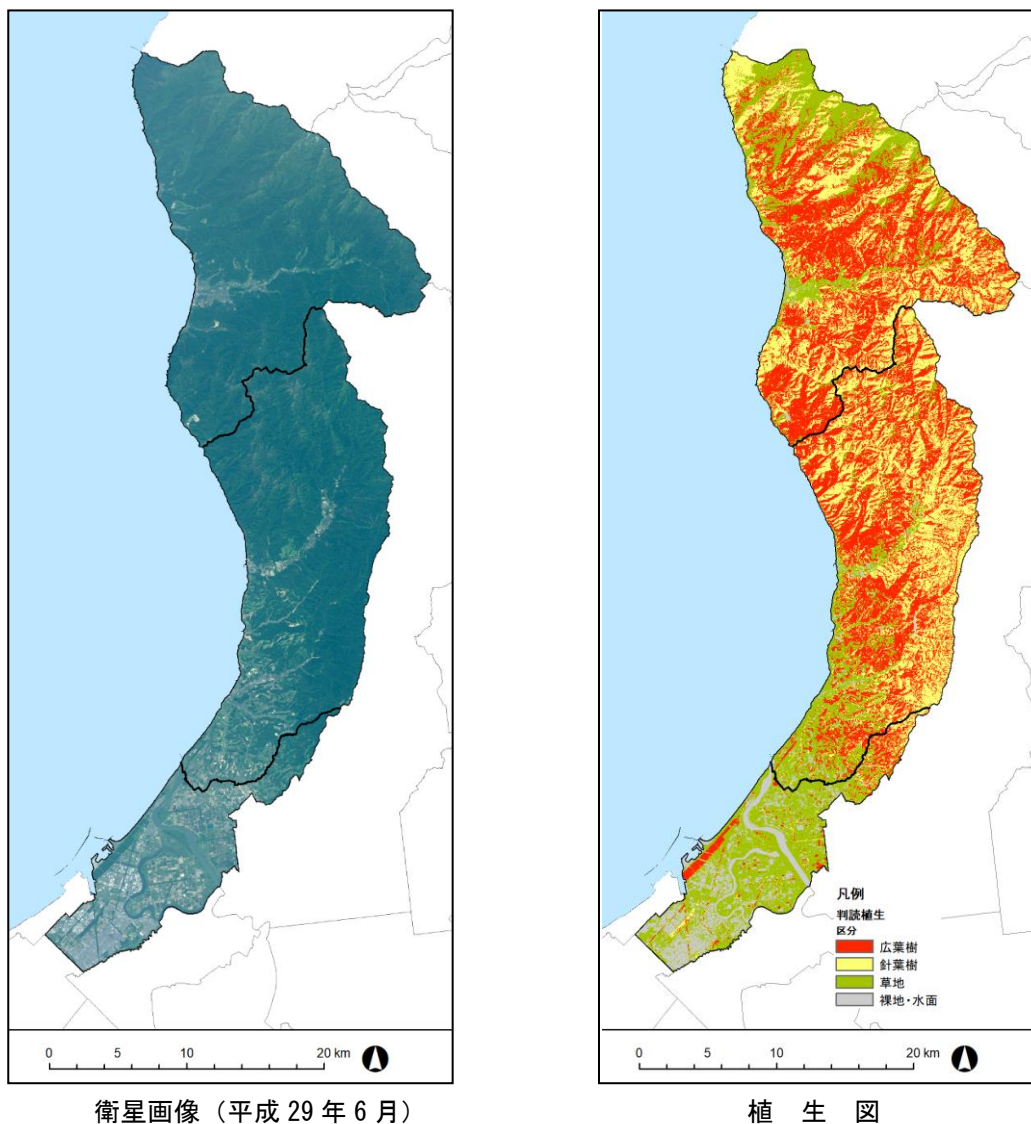 凡例
判読植生
区分
広葉樹
針葉樹
草地
裸地・水面
0 5 10 20 km
0 5 10 20 km
衛星画像（平成 29 年 6 月）
植 生 図